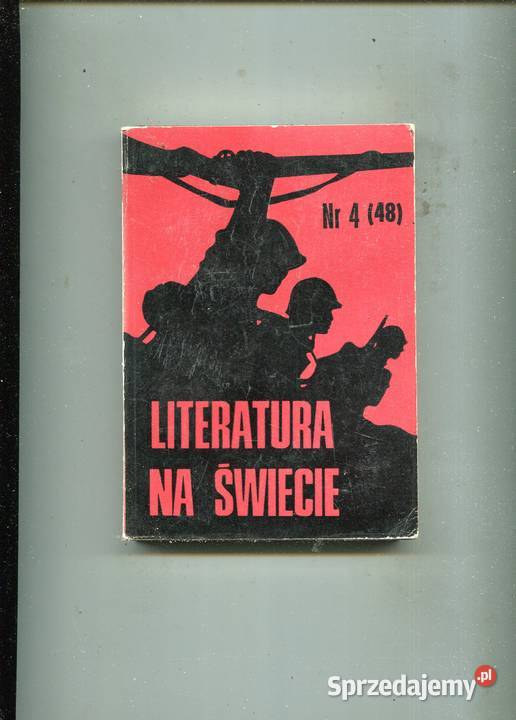 Nr 4 (48)
LITERATURA
NA ŚWIECIE
Sprzedajemy.pl